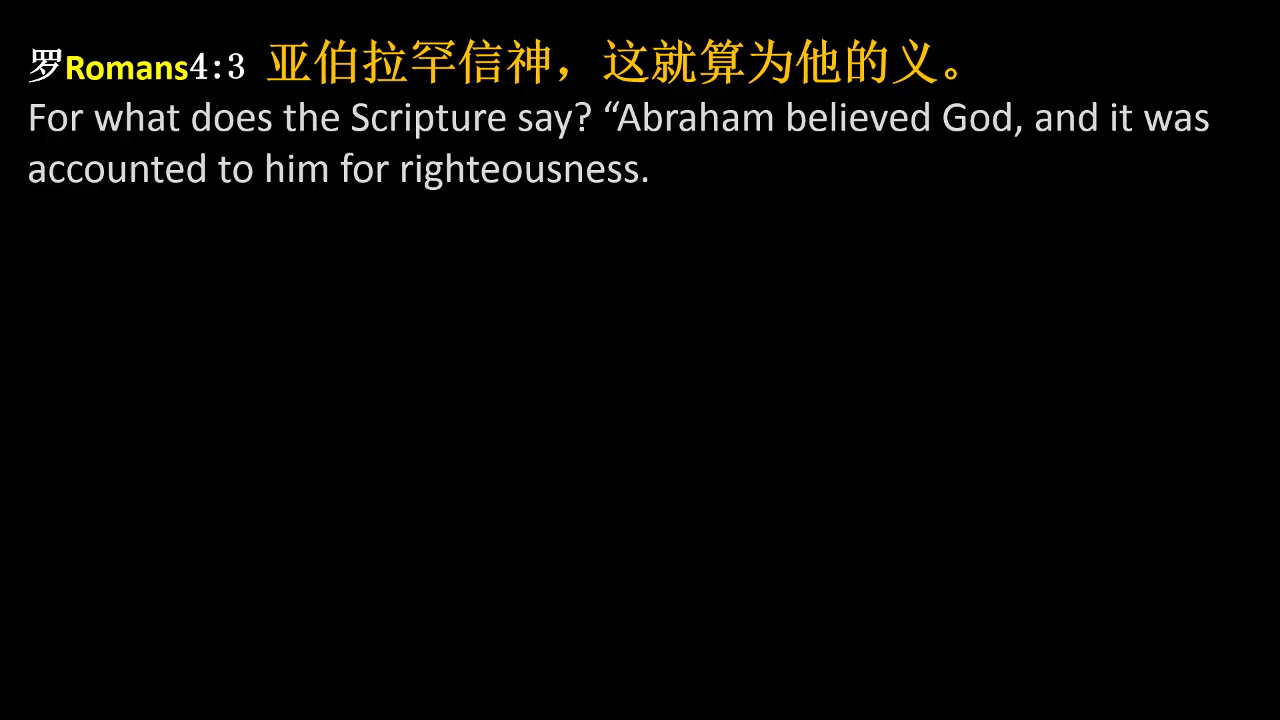 罗Romans4:3 亚伯拉罕信神，这就算为他的义。
For what does the Scripture say? “Abraham believed God, and it was
accounted to him for righteousness.